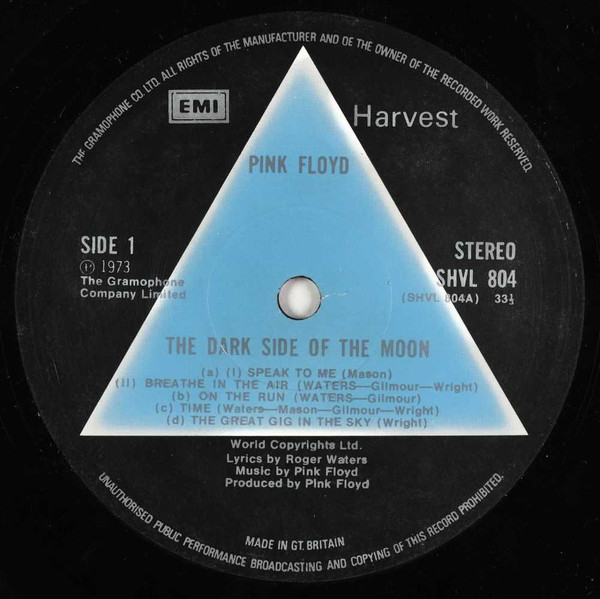 THE GRAMOPHONE CO. LTD. ALL RIGHTS OF THE MANUFACTURER AND OF THE OWNER OF THE RECORDED WORK RESERVED.
EMI
Harvest
PINK FLOYD
SIDE 1
℗ 1973
The Gramophone
Company Limited
STEREO
SHVL 804
(SHVL 804A) 33⅓
THE DARK SIDE OF THE MOON
(a) (I) SPEAK TO ME (Mason)
(II) BREATHE IN THE AIR (WATERS—Gilmour—Wright)
(b) ON THE RUN (WATERS—Gilmour)
(c) TIME (Waters—Mason—Gilmour—Wright)
(d) THE GREAT GIG IN THE SKY (Wright)
World Copyrights Ltd.
Lyrics by Roger Waters
Music by Pink Floyd
Produced by Pink Floyd
MADE IN GT. BRITAIN
UNAUTHORISED PUBLIC PERFORMANCE BROADCASTING AND COPYING OF THIS RECORD PROHIBITED.